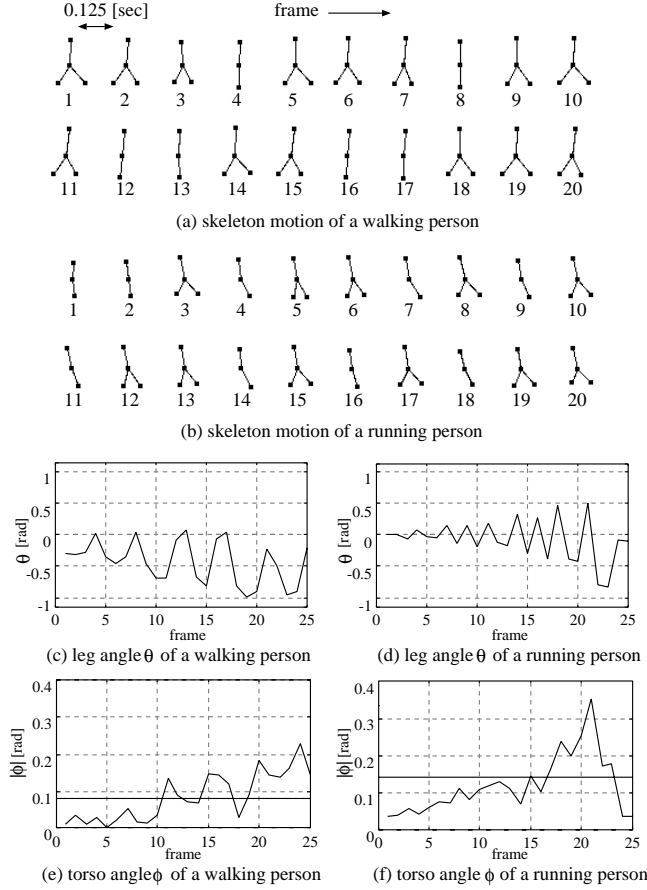 0.125 [sec]
frame
1 2 3 4 5 6 7 8 9 10
11 12 13 14 15 16 17 18 19 20
(a) skeleton motion of a walking person
1 2 3 4 5 6 7 8 9 10
11 12 13 14 15 16 17 18 19 20
(b) skeleton motion of a running person
1
0.5
0
-0.5
-1
θ [rad]
0 5 10 15 20 25
frame
(c) leg angle θ of a walking person
1
0.5
0
-0.5
-1
θ [rad]
0 5 10 15 20 25
frame
(d) leg angle θ of a running person
0.4
0.3
0.2
0.1
0
|ϕ| [rad]
0 5 10 15 20 25
frame
(e) torso angle ϕ of a walking person
0.4
0.3
0.2
0.1
0
|ϕ| [rad]
0 5 10 15 20 25
frame
(f) torso angle ϕ of a running person